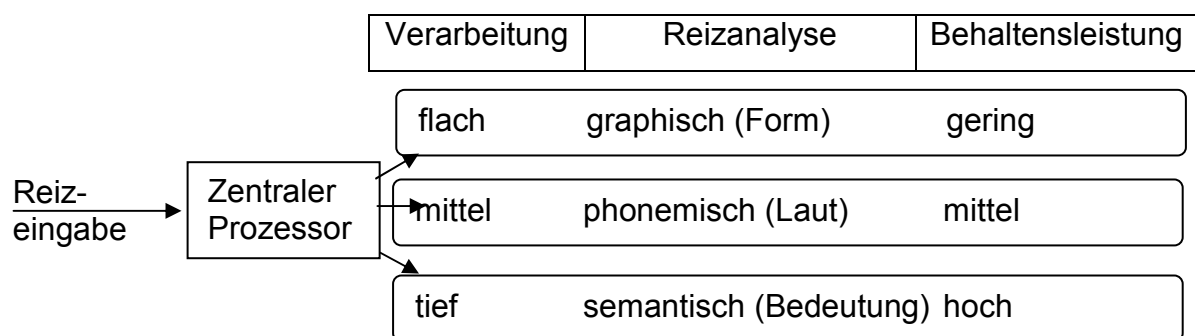 Verarbeitung Reizanalyse Behaltensleistung
flach graphisch (Form) gering
Reiz-
eingabe
Zentraler
Prozessor
mittel phonemisch (Laut) mittel
tief semantisch (Bedeutung) hoch